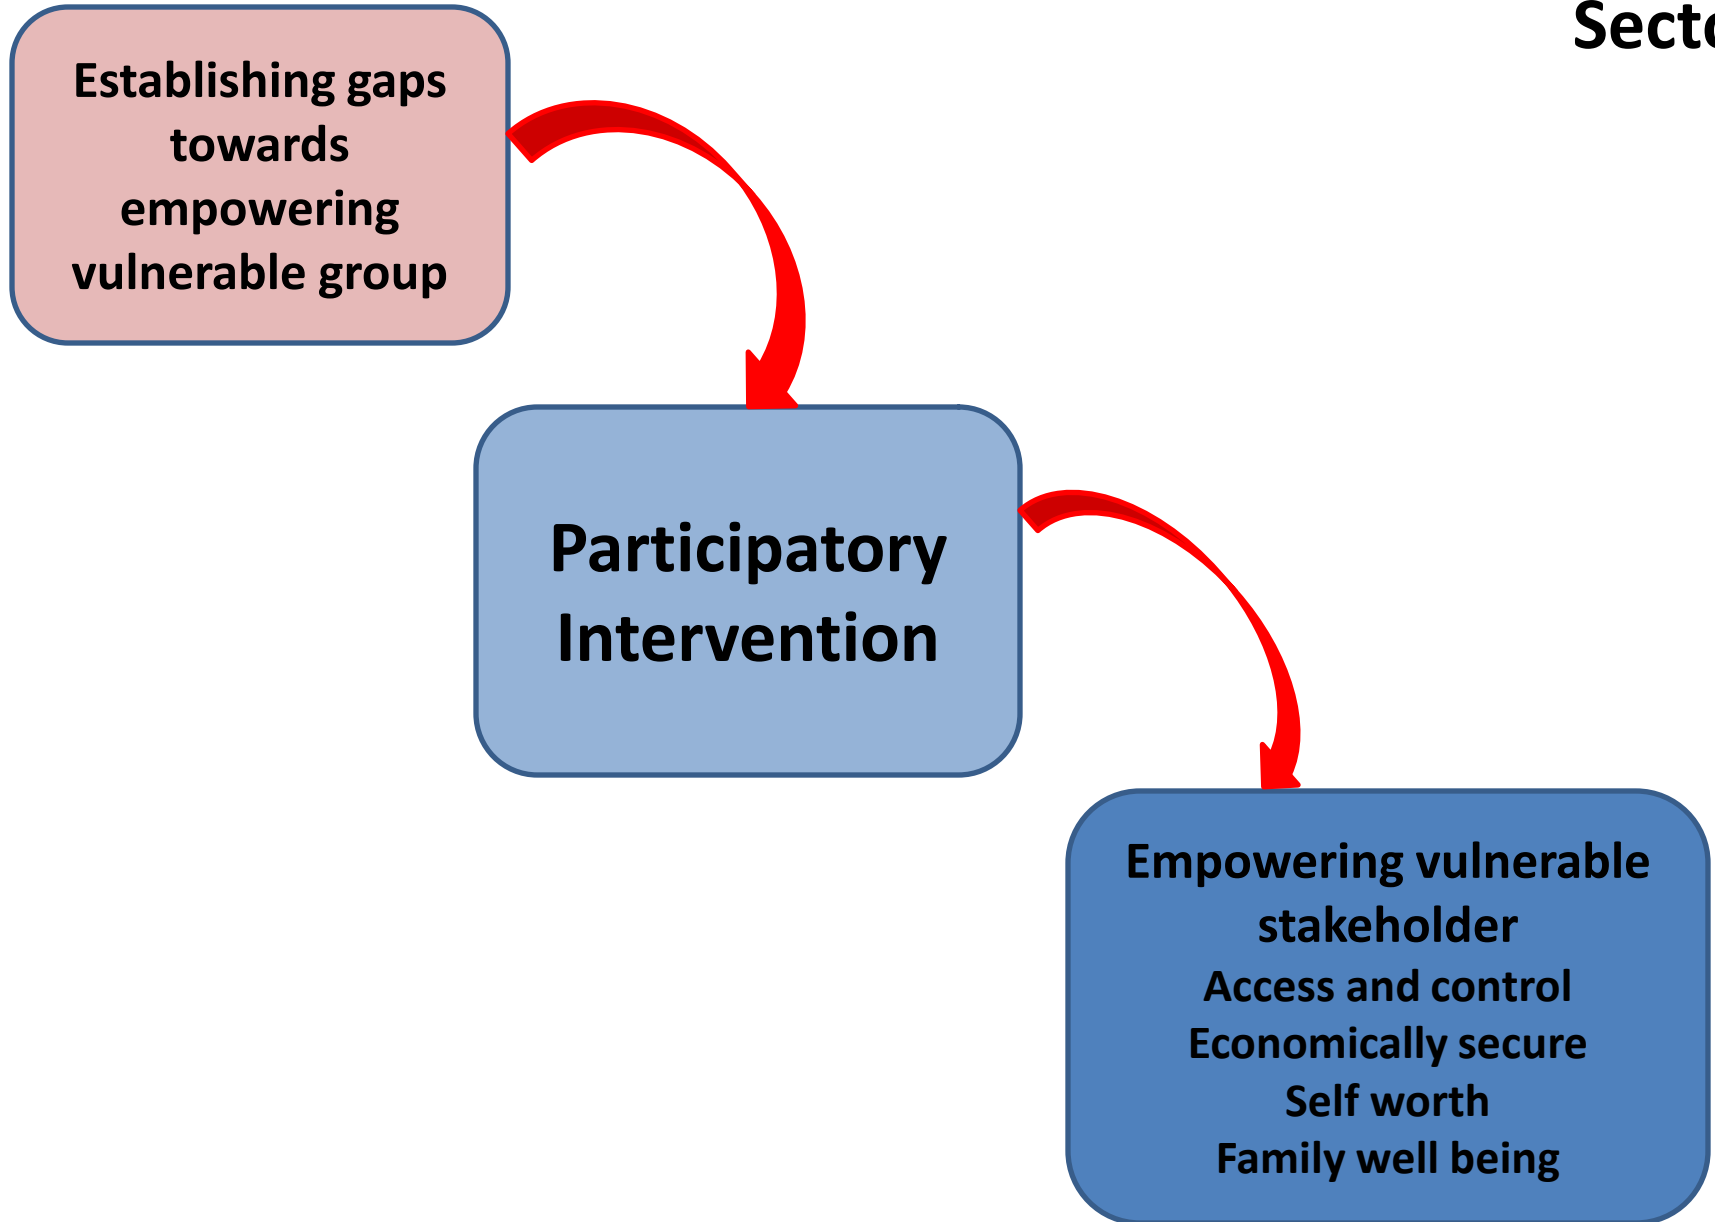 Establishing gaps
towards
empowering
vulnerable group
Participatory
Intervention
Empowering vulnerable
stakeholder
Access and control
Economically secure
Self worth
Family well being